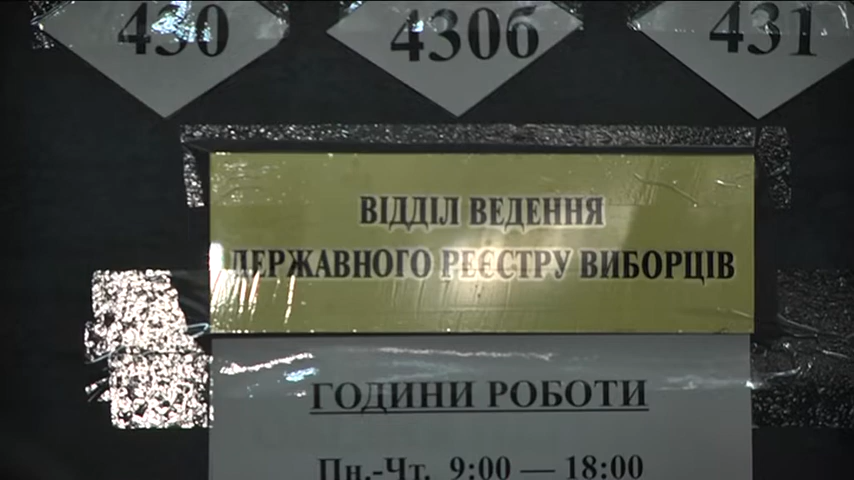 430 430б 431
ВІДДІЛ ВЕДЕННЯ
ДЕРЖАВНОГО РЕЄСТРУ ВИБОРЦІВ
ГОДИНИ РОБОТИ
Пн.-Чт. 9:00 — 18:00